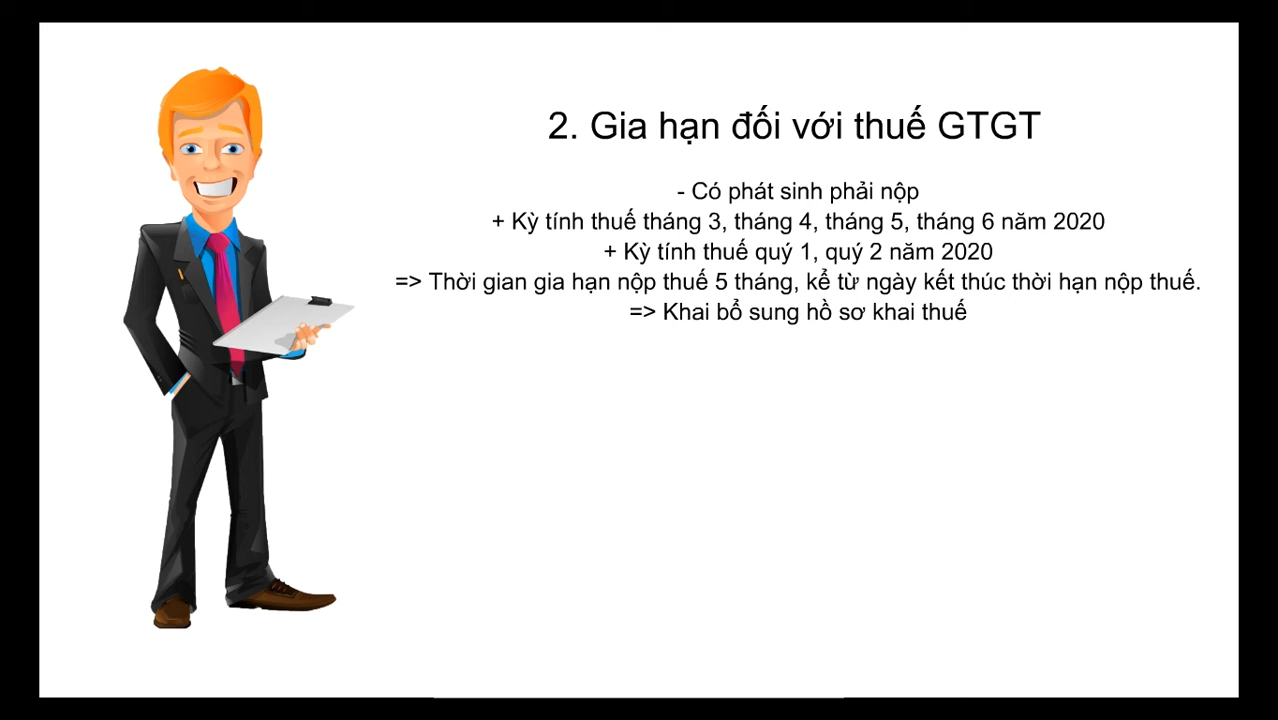 2. Gia hạn đối với thuế GTGT
- Có phát sinh phải nộp
+ Kỳ tính thuế tháng 3, tháng 4, tháng 5, tháng 6 năm 2020
+ Kỳ tính thuế quý 1, quý 2 năm 2020
=> Thời gian gia hạn nộp thuế 5 tháng, kể từ ngày kết thúc thời hạn nộp thuế.
=> Khai bổ sung hồ sơ khai thuế